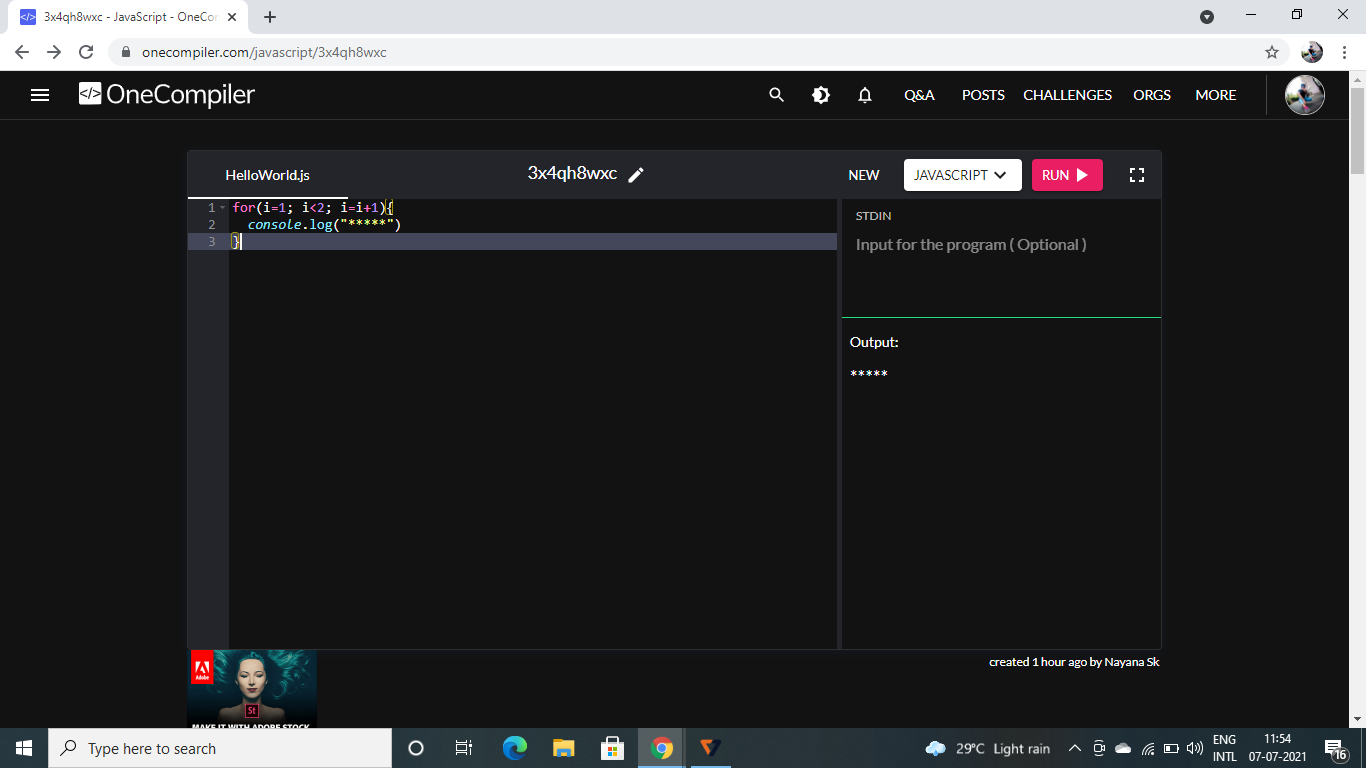 3x4qh8wxc - JavaScript - OneCor
onecompiler.com/javascript/3x4qh8wxc
</> OneCompiler
Q&A POSTS CHALLENGES ORGS MORE
HelloWorld.js
3x4qh8wxc
NEW
JAVASCRIPT
RUN
1 for(i=1; i<2; i=i+1){
2 console.log("*****")
3 }
STDIN
Input for the program ( Optional )
Output:
*****
created 1 hour ago by Nayana Sk
Adobe
St
MAKE IT WITH ADOBE STOCK
Type here to search
29°C Light rain
ENG
INTL
11:54
07-07-2021
16